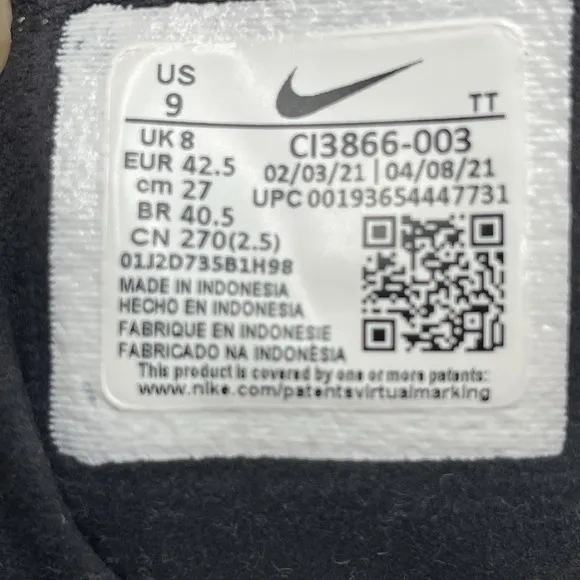 US
9
TT
UK 8
EUR 42.5
cm 27
BR 40.5
CN 270(2.5)
CI3866-003
02/03/21 | 04/08/21
UPC 00193654447731
01J2D735B1H98
MADE IN INDONESIA
HECHO EN INDONESIA
FABRIQUE EN INDONESIE
FABRICADO NA INDONÉSIA
This product is covered by one or more patents:
www.nike.com/patentsvirtualmarking